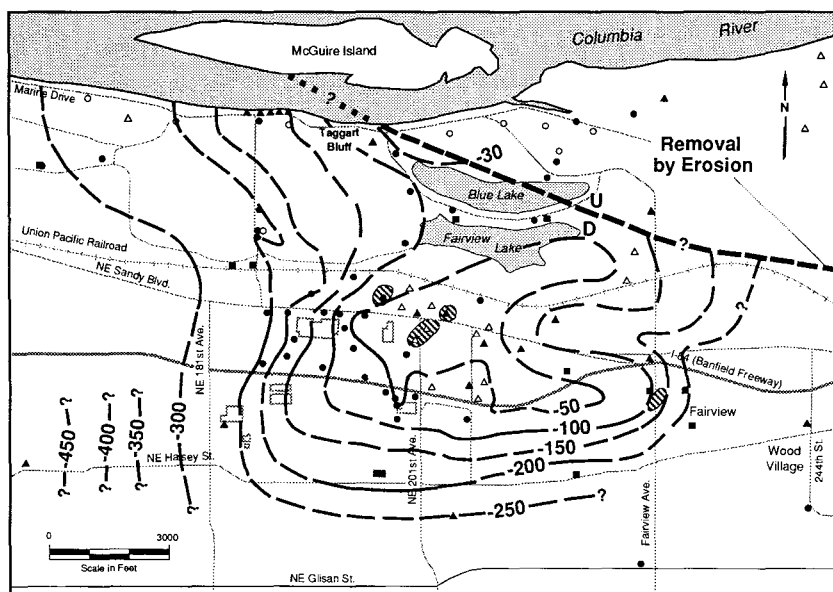 McGuire Island
Columbia River
Marine Drive
?
Taggart
Bluff
N
Removal
by Erosion
-30
Blue Lake
U
D
Fairview
Lake
Union Pacific Railroad
NE Sandy Blvd.
?
?
NE 181st Ave.
I-84 (Banfield Freeway)
?
?
?
-450
-400
-350
-300
?
?
?
?
-50
-100
-150
-200
-250
?
Fairview
NE Halsey St.
NE 201st Ave.
Fairview Ave.
Wood
Village
244th St.
0 3000
Scale in Feet
NE Glisan St.